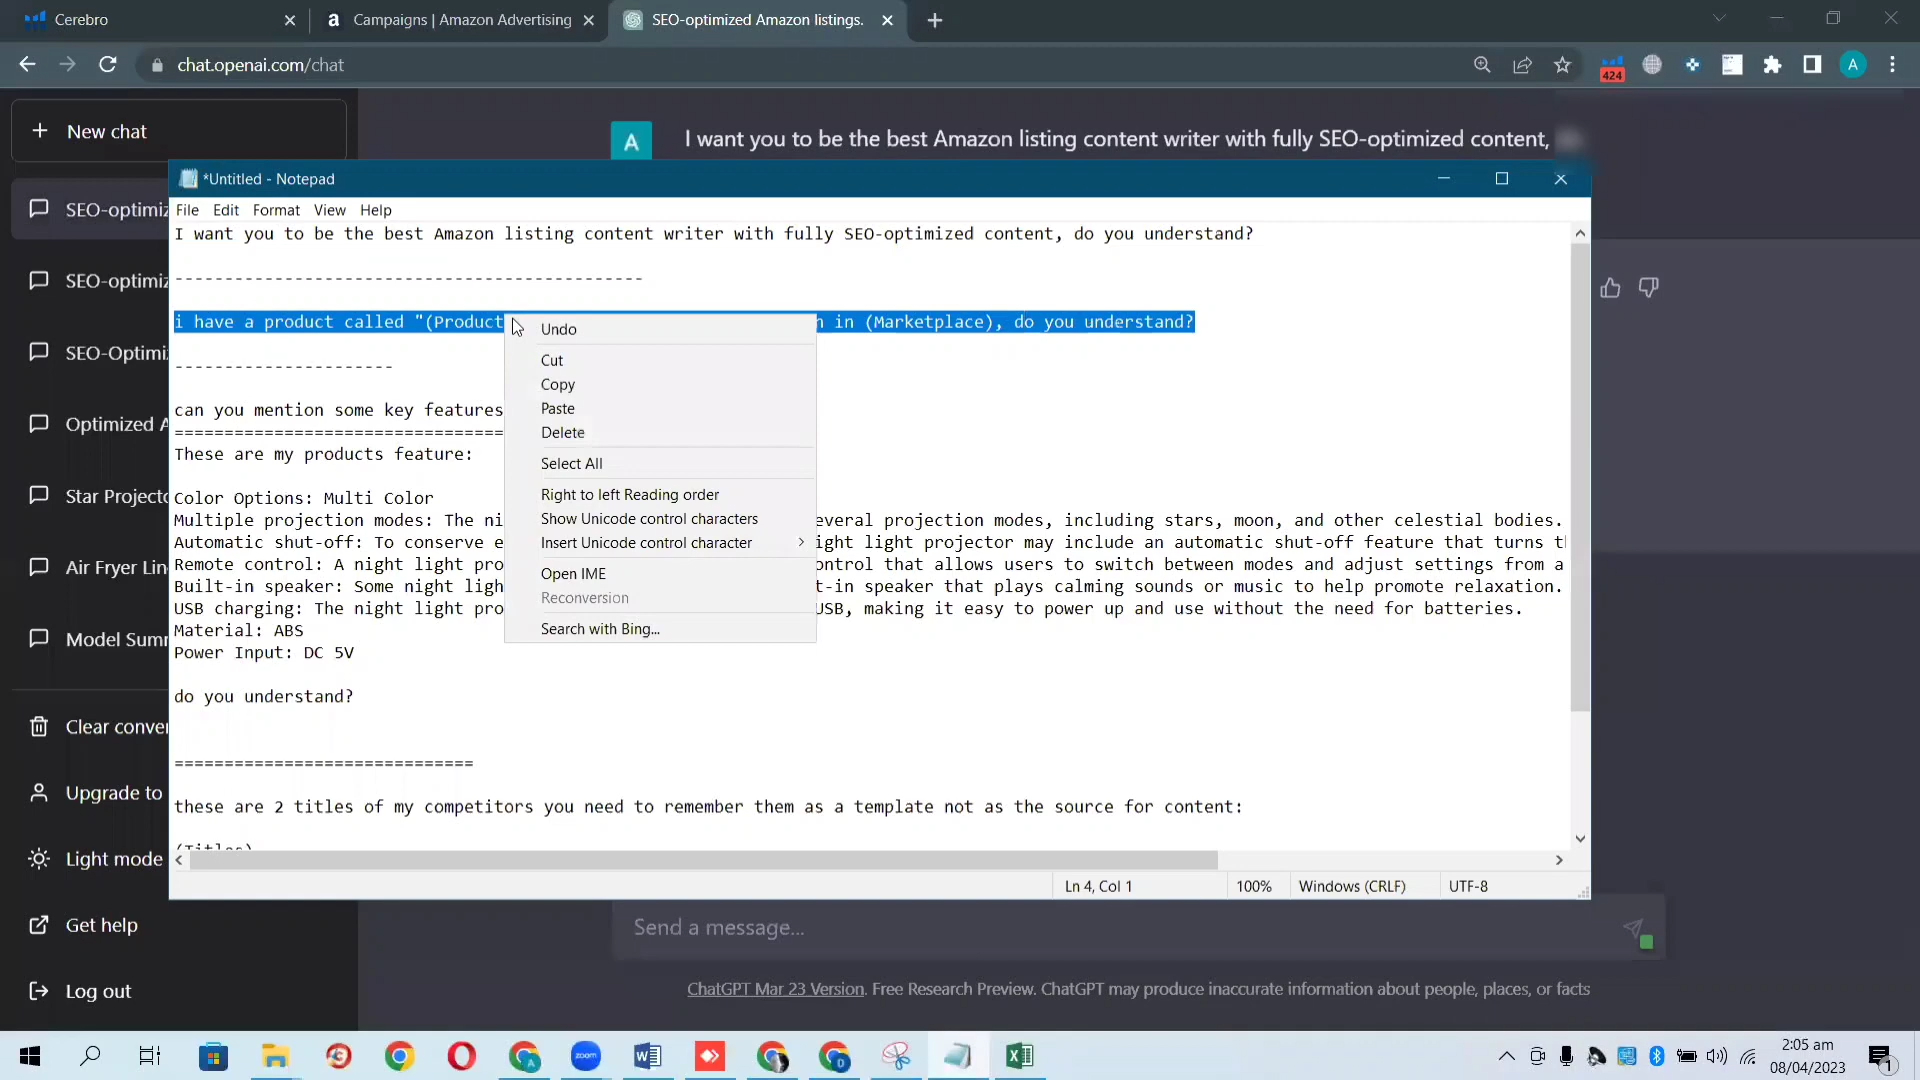 Cerebro
Campaigns | Amazon Advertising
SEO-optimized Amazon listings.
chat.openai.com/chat
424
A
New chat
A
I want you to be the best Amazon listing content writer with fully SEO-optimized content,
SEO-optimiz
SEO-optimiz
SEO-Optimi
Optimized A
Star Projecto
Air Fryer Lin
Model Summ
Clear conver
Upgrade to
Light mode
Get help
Log out
*Untitled - Notepad
File Edit Format View Help
I want you to be the best Amazon listing content writer with fully SEO-optimized content, do you understand?
-----------------------------------------------
i have a product called "(Product in (Marketplace), do you understand?
----------------------
can you mention some key features
=================================
These are my products feature:
Color Options: Multi Color
Multiple projection modes: The ni everal projection modes, including stars, moon, and other celestial bodies.
Automatic shut-off: To conserve e ight light projector may include an automatic shut-off feature that turns t
Remote control: A night light pro ontrol that allows users to switch between modes and adjust settings from a
Built-in speaker: Some night ligh t-in speaker that plays calming sounds or music to help promote relaxation.
USB charging: The night light pro USB, making it easy to power up and use without the need for batteries.
Material: ABS
Power Input: DC 5V
do you understand?
==============================
these are 2 titles of my competitors you need to remember them as a template not as the source for content:
(Titles)
Undo
Cut
Copy
Paste
Delete
Select All
Right to left Reading order
Show Unicode control characters
Insert Unicode control character
Open IME
Reconversion
Search with Bing...
Ln 4, Col 1
100%
Windows (CRLF)
UTF-8
Send a message...
ChatGPT Mar 23 Version. Free Research Preview. ChatGPT may produce inaccurate information about people, places, or facts
zoom
2:05 am
08/04/2023
1